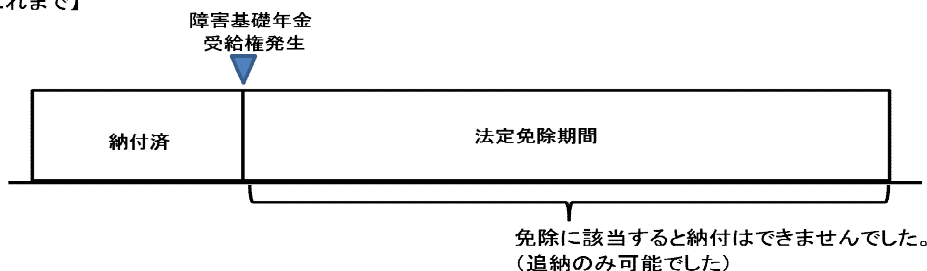 れまで】
障害基礎年金
受給権発生
納付済
法定免除期間
免除に該当すると納付はできませんでした。
（追納のみ可能でした）